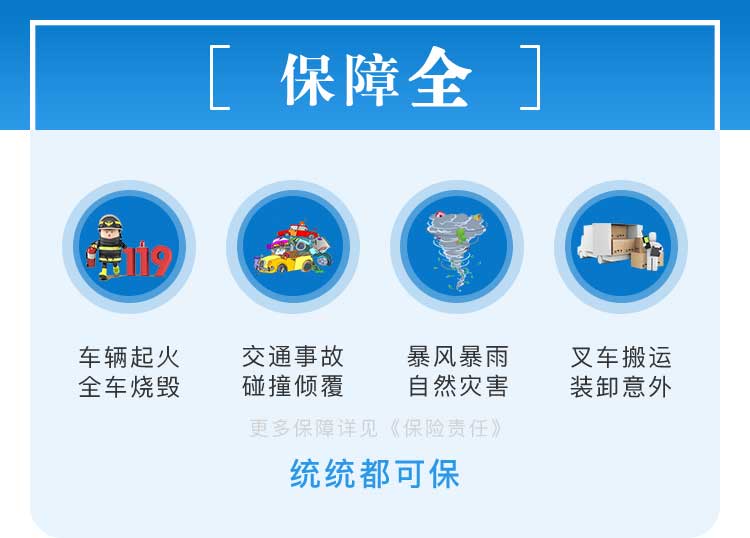 保障全
119
车辆起火
全车烧毁
交通事故
碰撞倾覆
暴风暴雨
自然灾害
叉车搬运
装卸意外
更多保障详见《保险责任》
统统都可保